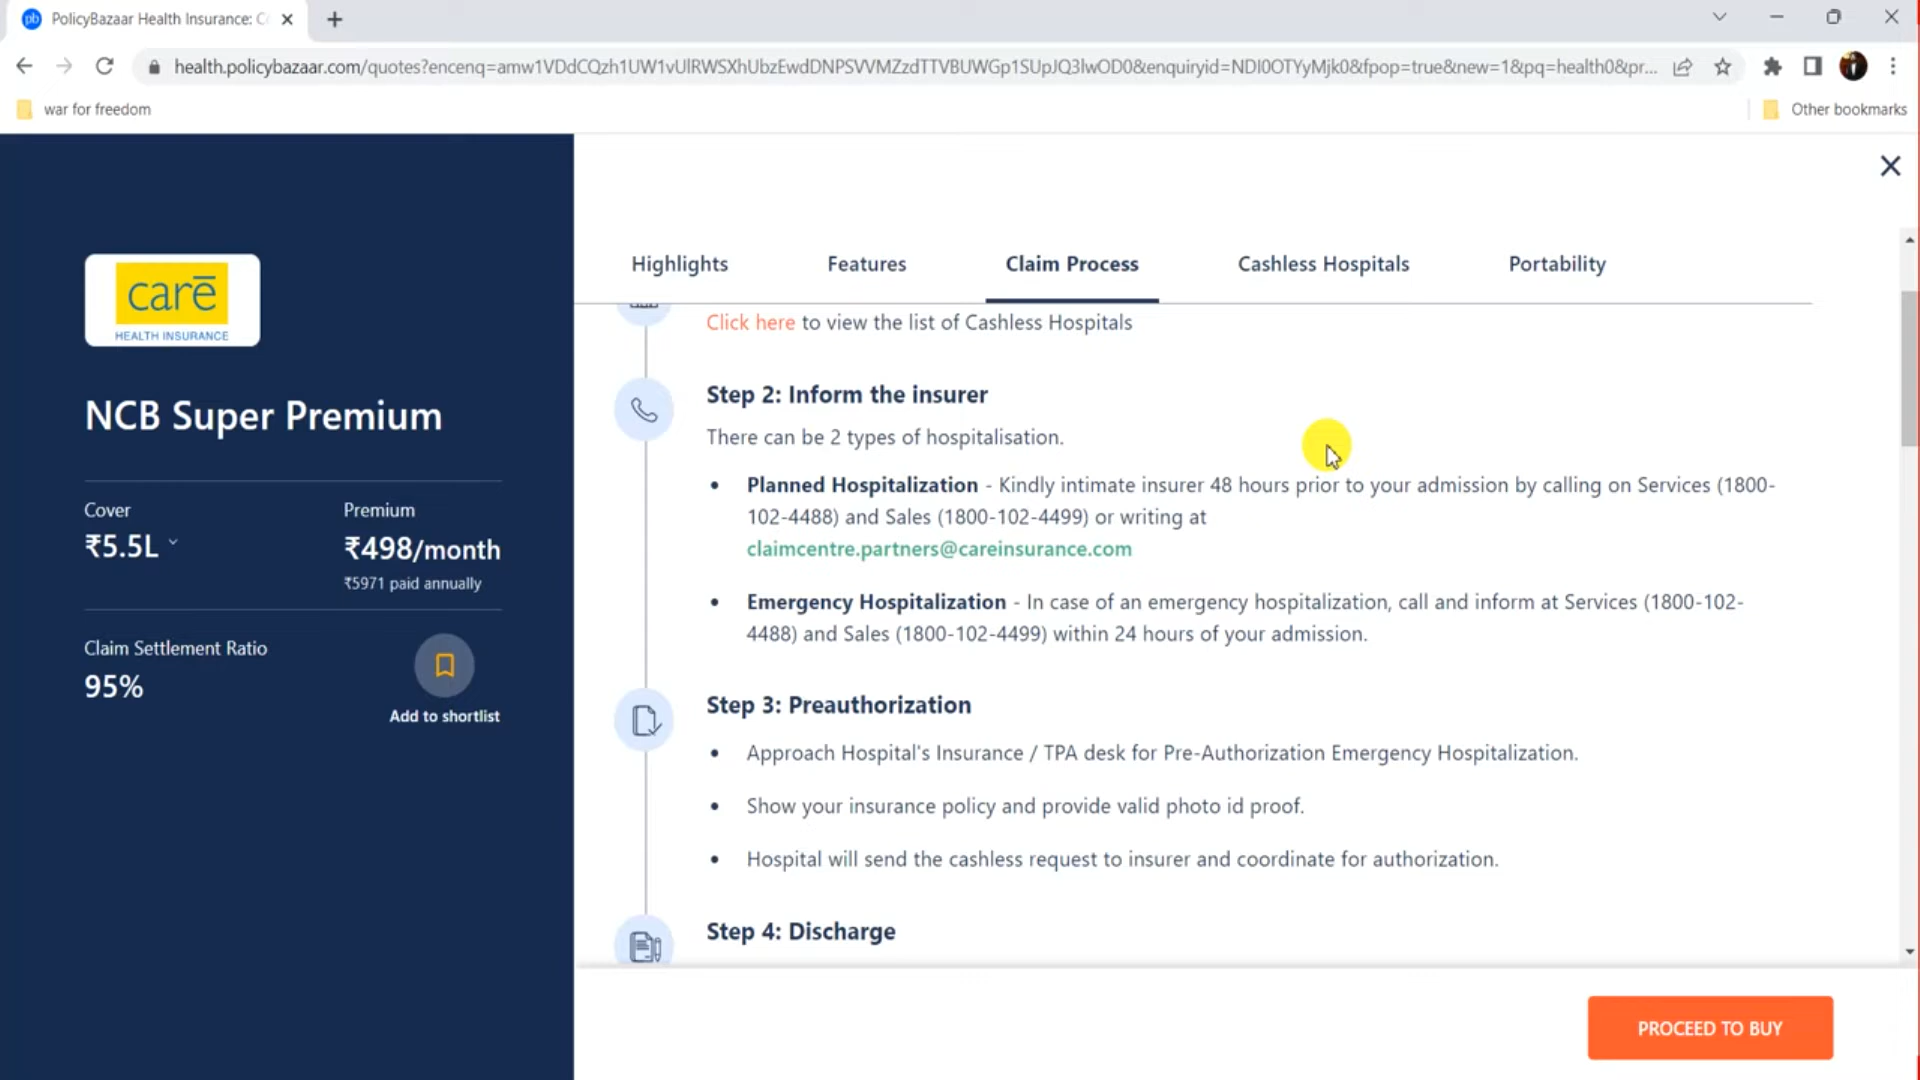 pb PolicyBazaar Health Insurance: C
health.policybazaar.com/quotes?encenq=amw1VDdCQzh1UW1vUlRWSXhUbzEwdDNPSVVMZzdTTVBUWGp1SUpJQ3lwOD0&enquiryid=NDI0OTYyMjk0&fpop=true&new=1&pq=health0&pr...
war for freedom
Other bookmarks
carē
HEALTH INSURANCE
NCB Super Premium
Cover
Premium
₹5.5L
₹498/month
₹5971 paid annually
Claim Settlement Ratio
95%
Add to shortlist
Highlights
Features
Claim Process
Cashless Hospitals
Portability
Click here to view the list of Cashless Hospitals
Step 2: Inform the insurer
There can be 2 types of hospitalisation.
• Planned Hospitalization - Kindly intimate insurer 48 hours prior to your admission by calling on Services (1800-
102-4488) and Sales (1800-102-4499) or writing at
claimcentre.partners@careinsurance.com
• Emergency Hospitalization - In case of an emergency hospitalization, call and inform at Services (1800-102-
4488) and Sales (1800-102-4499) within 24 hours of your admission.
Step 3: Preauthorization
• Approach Hospital's Insurance / TPA desk for Pre-Authorization Emergency Hospitalization.
• Show your insurance policy and provide valid photo id proof.
• Hospital will send the cashless request to insurer and coordinate for authorization.
Step 4: Discharge
PROCEED TO BUY